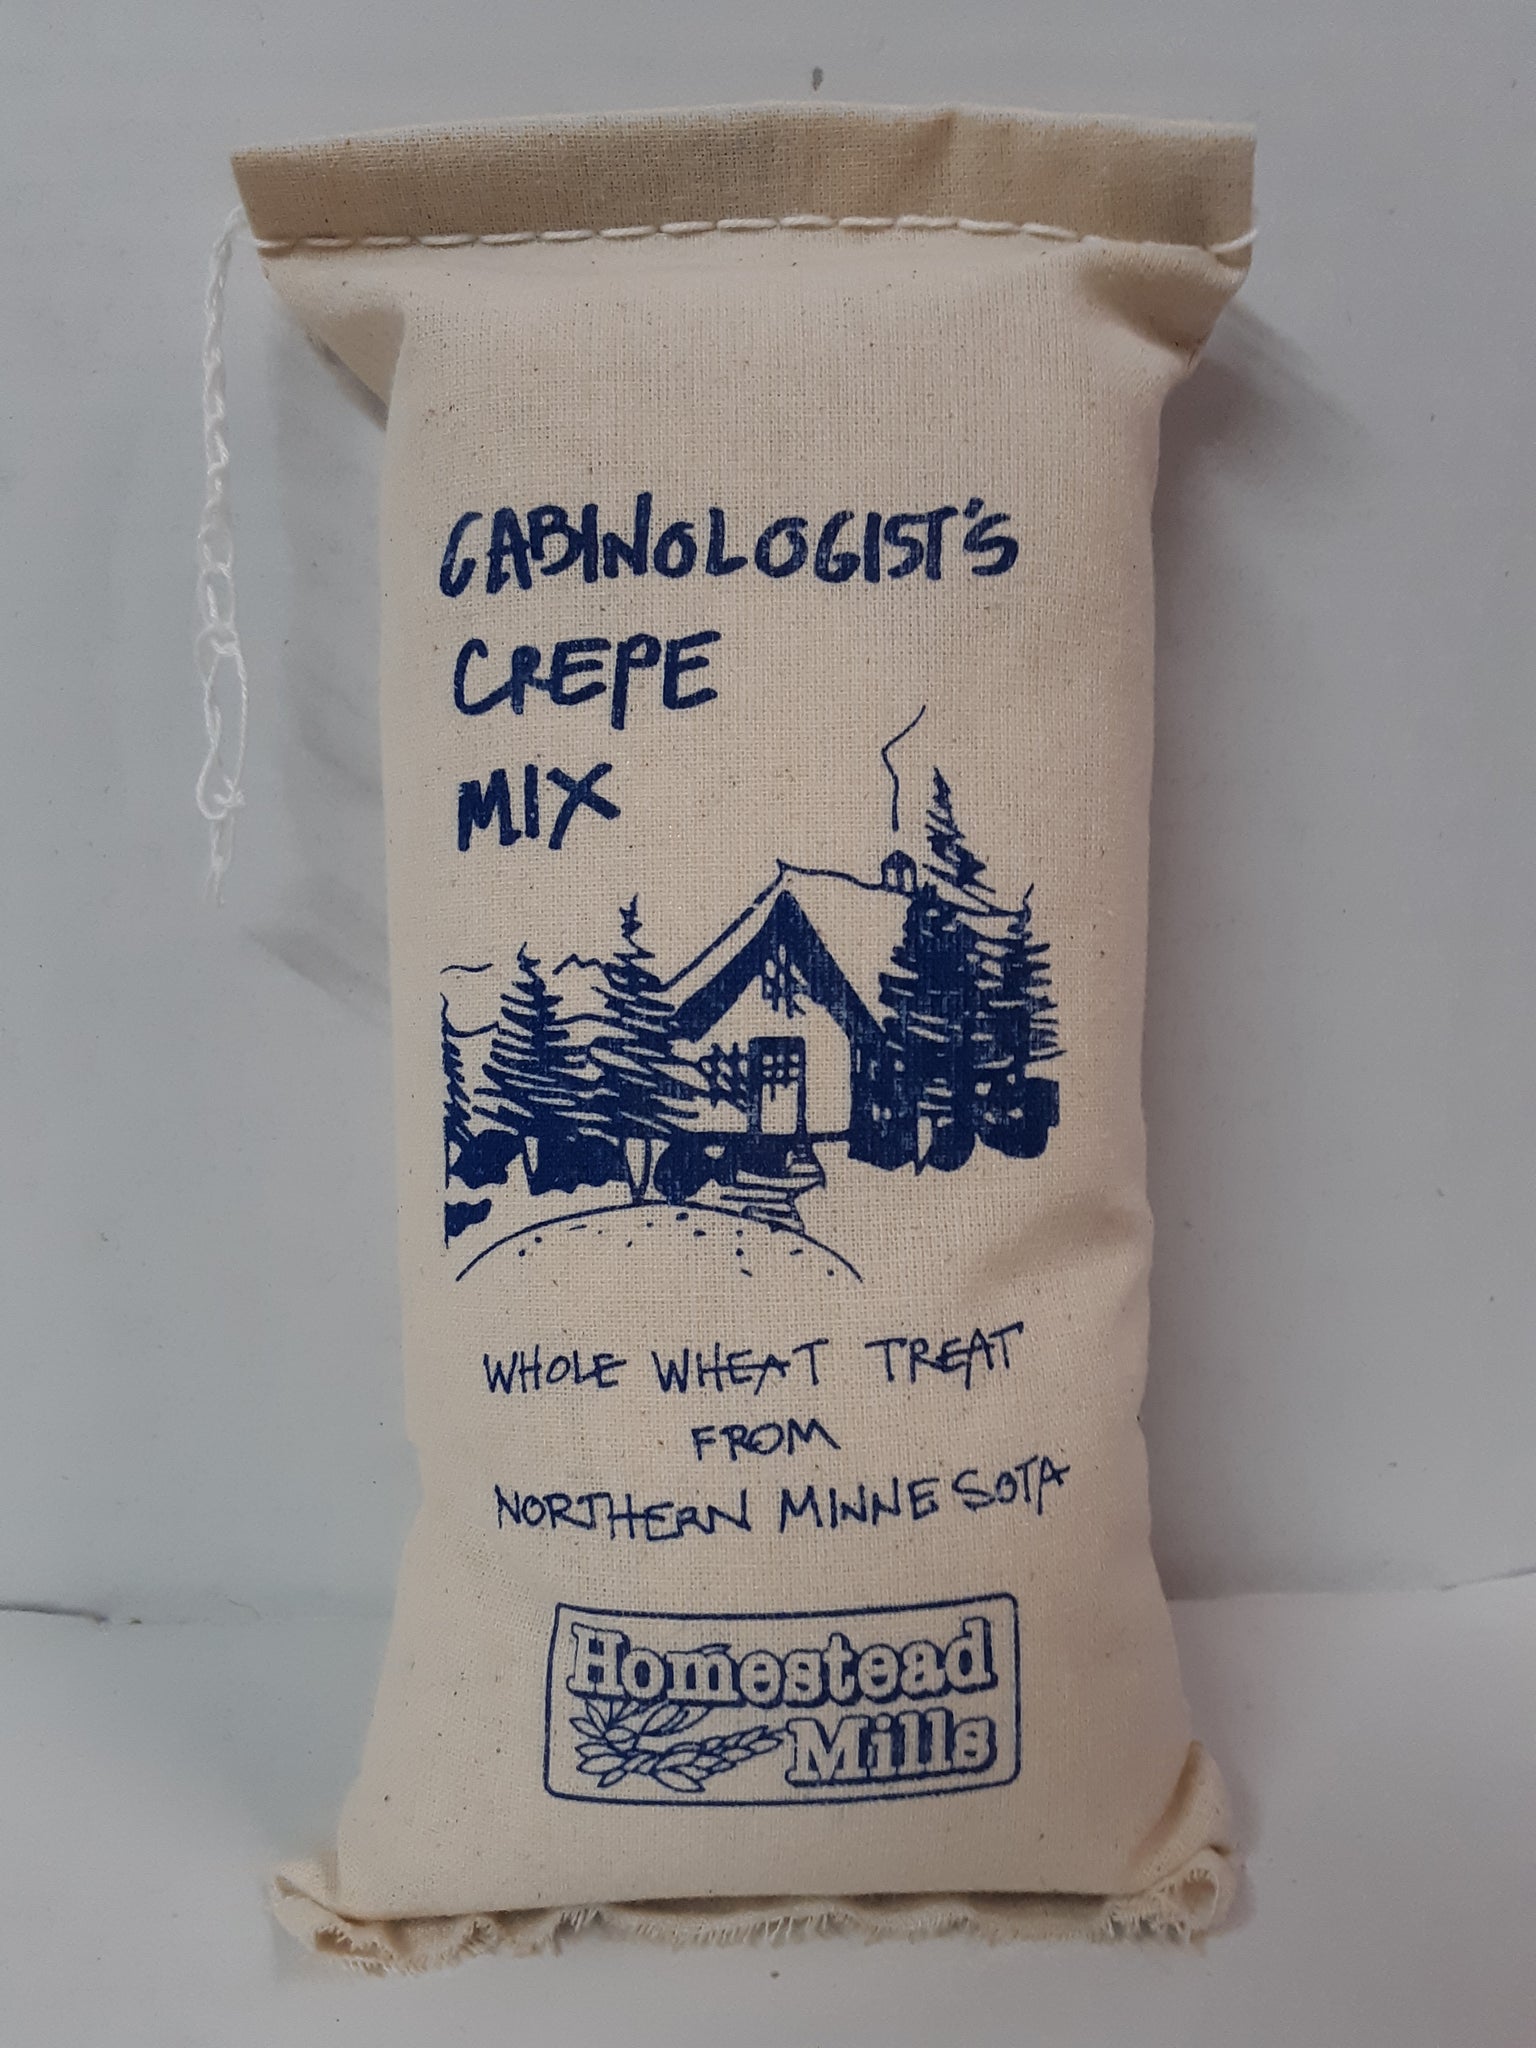 CABINOLOGIST'S
CREPE
MIX
WHOLE WHEAT TREAT
FROM
NORTHERN MINNESOTA
Homestead
Mills